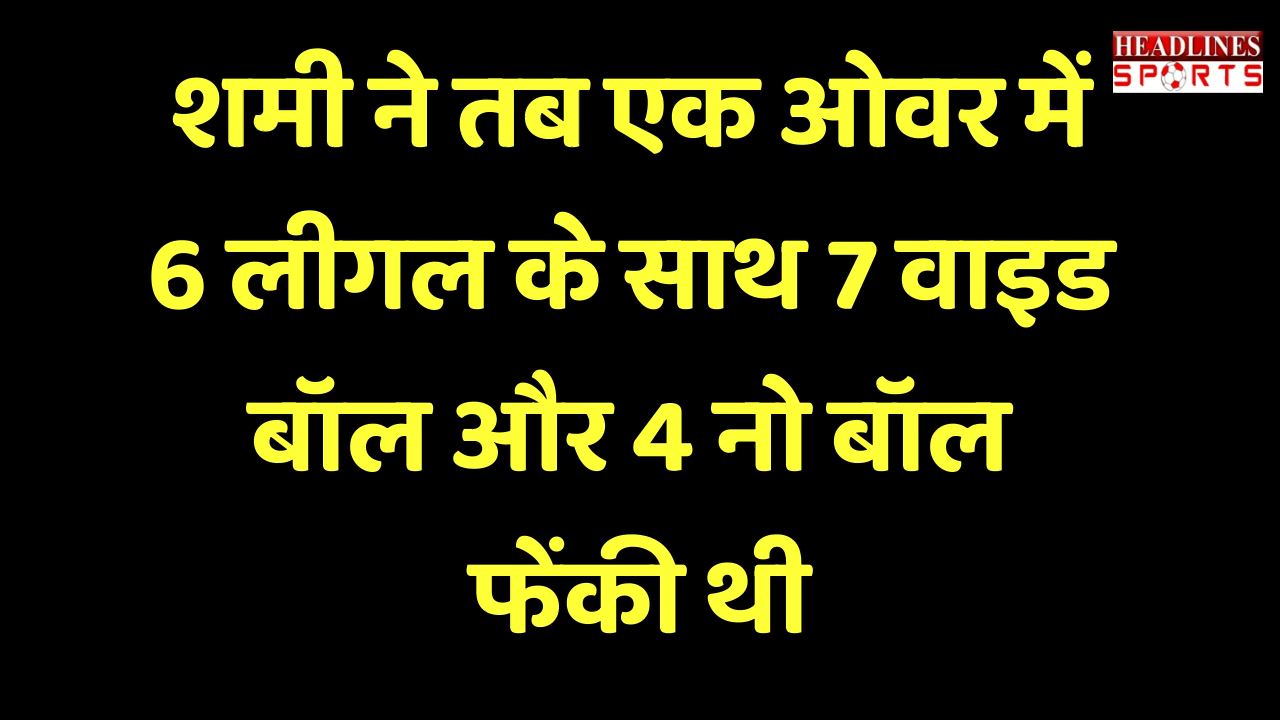 HEADLINES
SPORTS
शमी ने तब एक ओवर में
6 लीगल के साथ 7 वाइड
बॉल और 4 नो बॉल
फेंकी थी